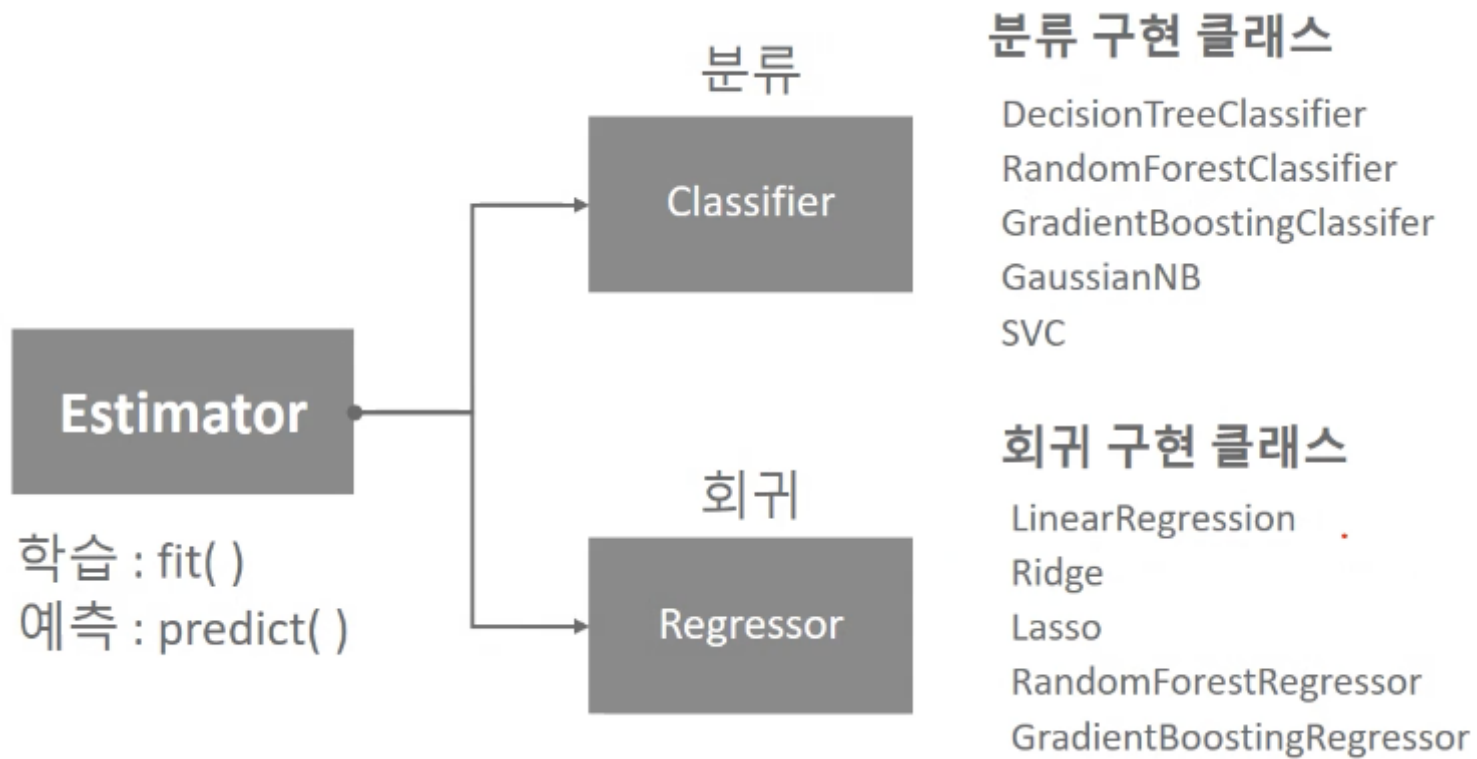 Estimator
학습 : fit( )
예측 : predict( )
분류
Classifier
회귀
Regressor
분류 구현 클래스
DecisionTreeClassifier
RandomForestClassifier
GradientBoostingClassifer
GaussianNB
SVC
회귀 구현 클래스
LinearRegression
Ridge
Lasso
RandomForestRegressor
GradientBoostingRegressor